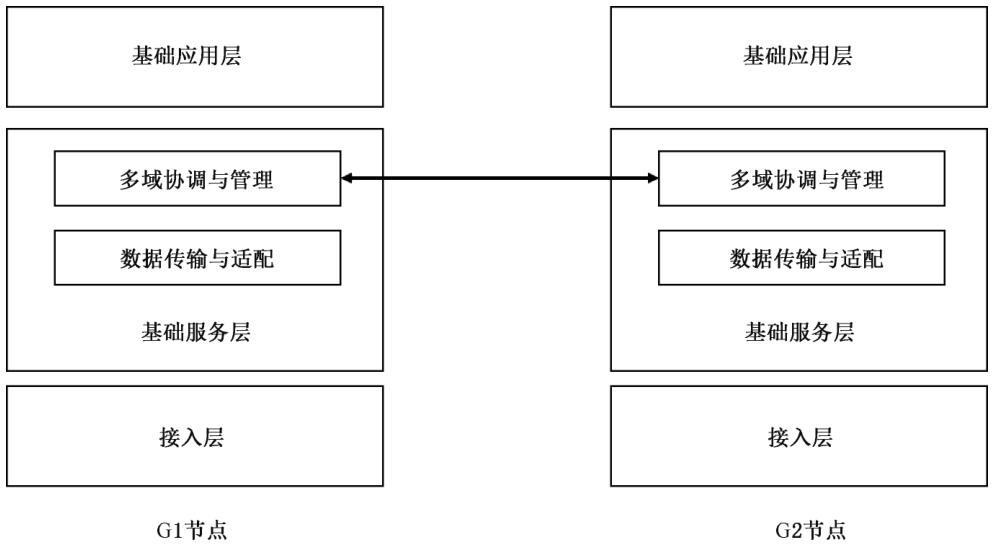 基础应用层
基础应用层
多域协调与管理
多域协调与管理
数据传输与适配
数据传输与适配
基础服务层
基础服务层
接入层
接入层
G1节点
G2节点